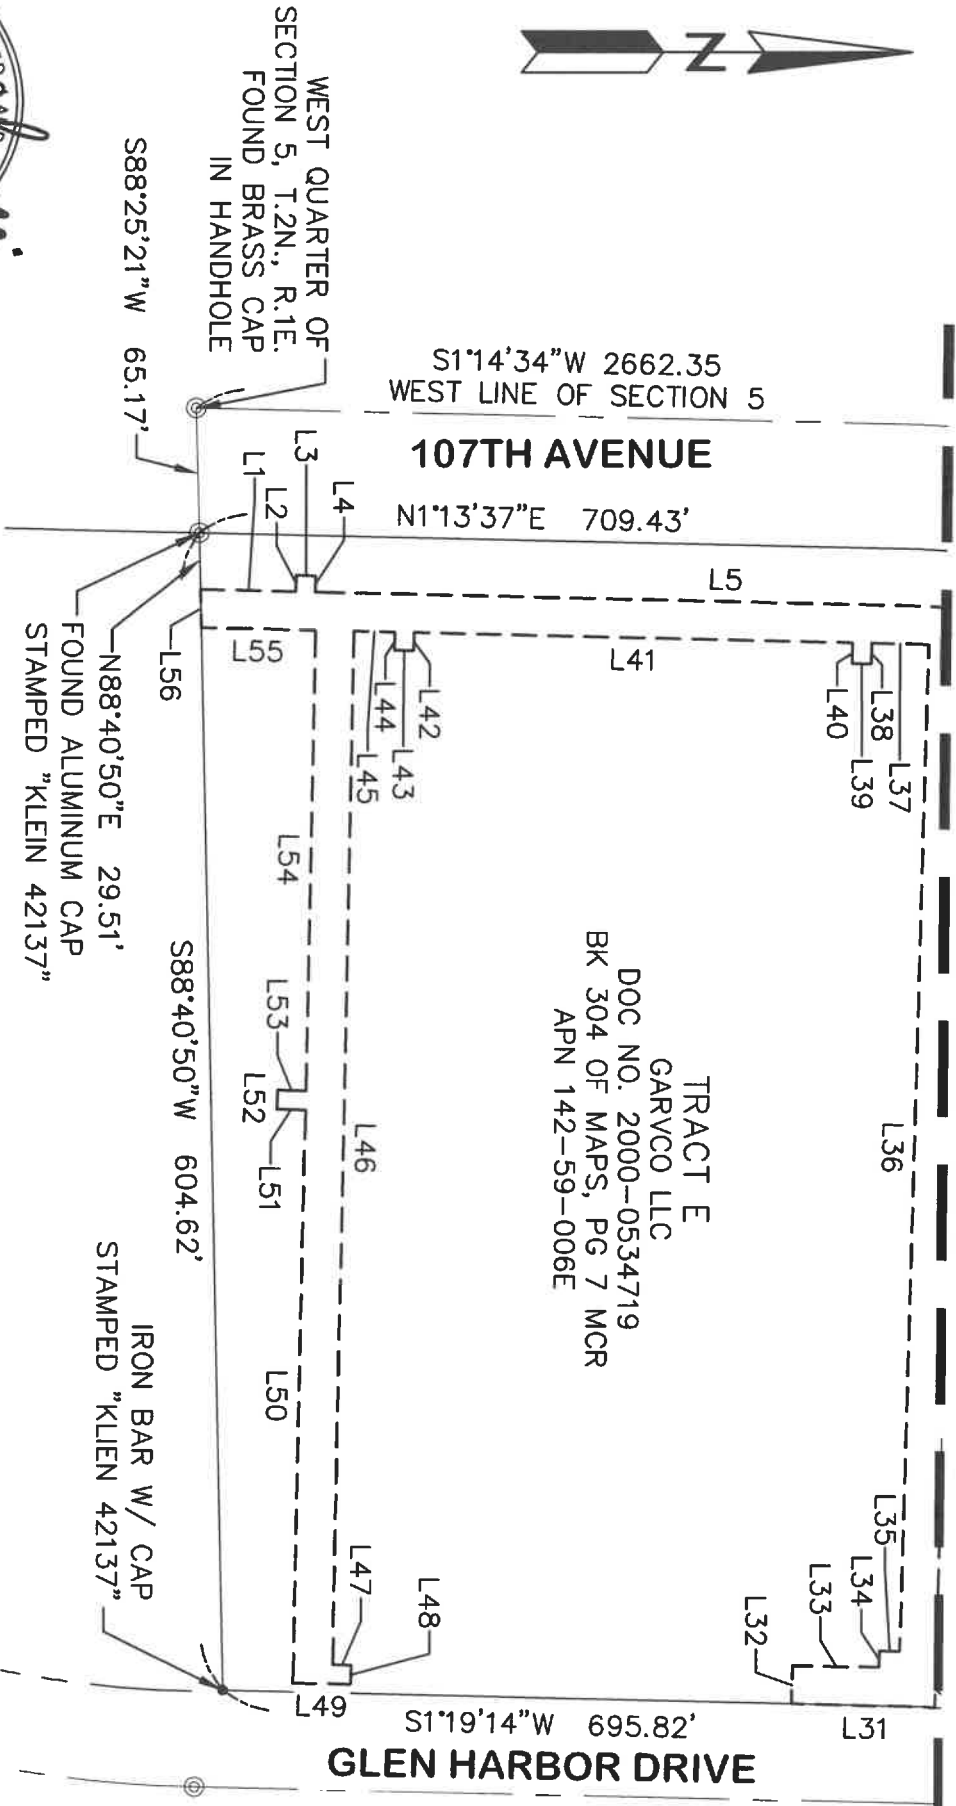 N
WEST QUARTER OF
SECTION 5, T.2N., R.1E.
FOUND BRASS CAP
IN HANDHOLE
S88°25'21"W 65.17'
S1°14'34"W 2662.35
WEST LINE OF SECTION 5
107TH AVENUE
N1°13'37"E 709.43'
L1
L2
L3
L4
L5
L56
L55
N88°40'50"E 29.51'
FOUND ALUMINUM CAP
STAMPED "KLEIN 42137"
L45
L44
L43
L42
L41
L40
L39
L38
L37
L54
L53
L52
L51
L46
L36
TRACT E
GARVCO LLC
DOC NO. 2000-0534719
BK 304 OF MAPS, PG 7 MCR
APN 142-59-006E
S88°40'50"W 604.62'
L50
L35
L34
L33
L32
L47
L48
IRON BAR W/ CAP
STAMPED "KLIEN 42137"
L49
S1°19'14"W 695.82'
L31
GLEN HARBOR DRIVE